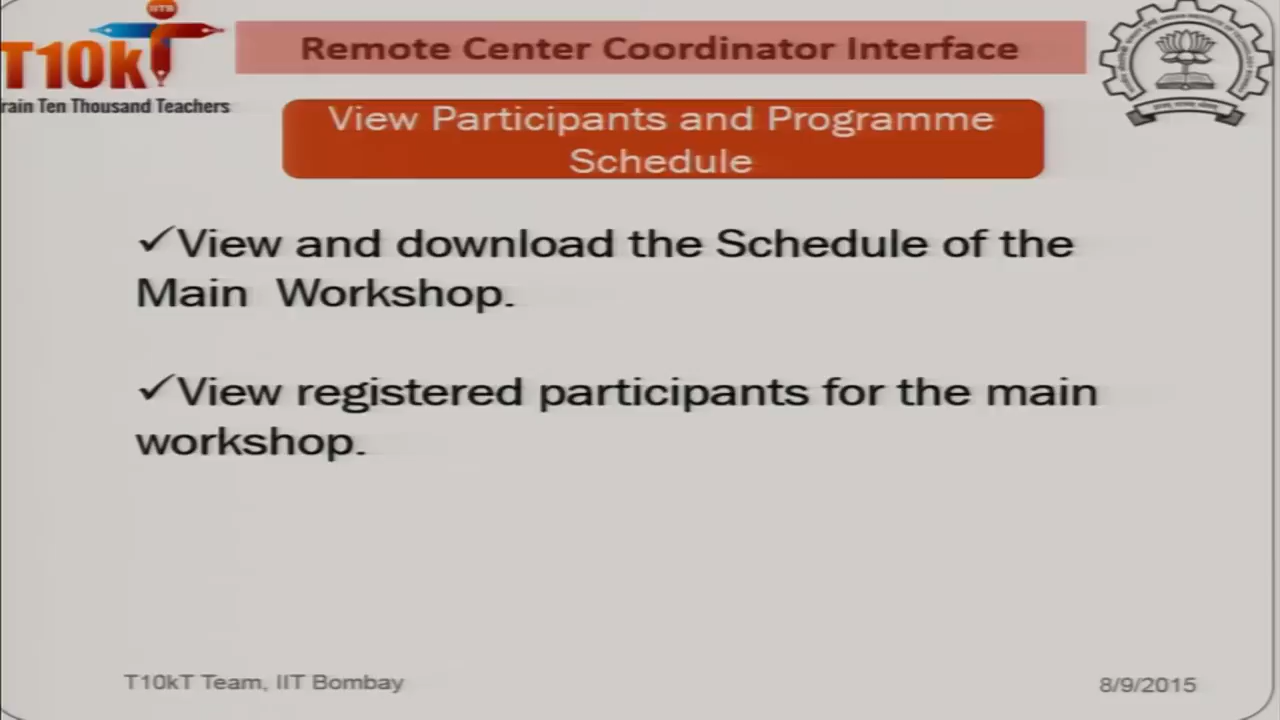 IITB
T10kT
rain Ten Thousand Teachers
Remote Center Coordinator Interface
View Participants and Programme
Schedule
✓View and download the Schedule of the
Main Workshop.
✓View registered participants for the main
workshop.
T10kT Team, IIT Bombay
8/9/2015